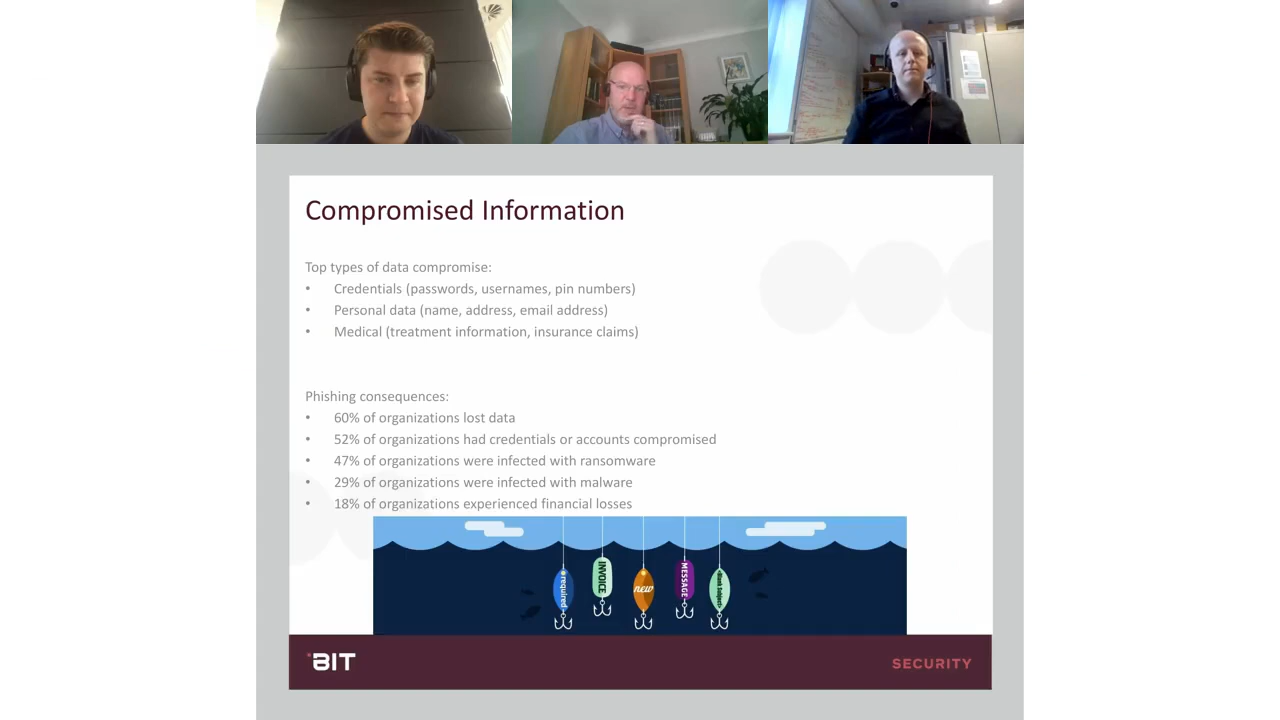 Compromised Information
Top types of data compromise:
• Credentials (passwords, usernames, pin numbers)
• Personal data (name, address, email address)
• Medical (treatment information, insurance claims)
Phishing consequences:
• 60% of organizations lost data
• 52% of organizations had credentials or accounts compromised
• 47% of organizations were infected with ransomware
• 29% of organizations were infected with malware
• 18% of organizations experienced financial losses
required
INVOICE
new
MESSAGE
BIT
SECURITY